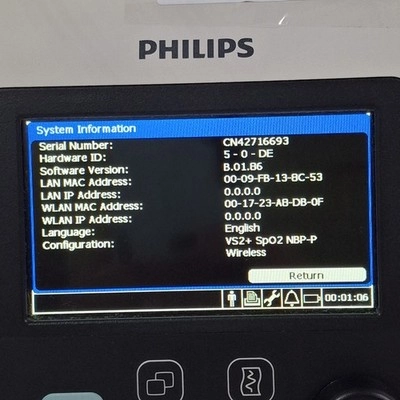 PHILIPS
System Information
Serial Number: CN42716693
Hardware ID: 5 - 0 - DE
Software Version: B.01.86
LAN MAC Address: 00-09-FB-13-BC-53
LAN IP Address: 0.0.0.0
WLAN MAC Address: 00-17-23-AB-DB-0F
WLAN IP Address: 0.0.0.0
Language: English
Configuration: VS2+ SpO2 NBP-P
Wireless
Return
00:01:06